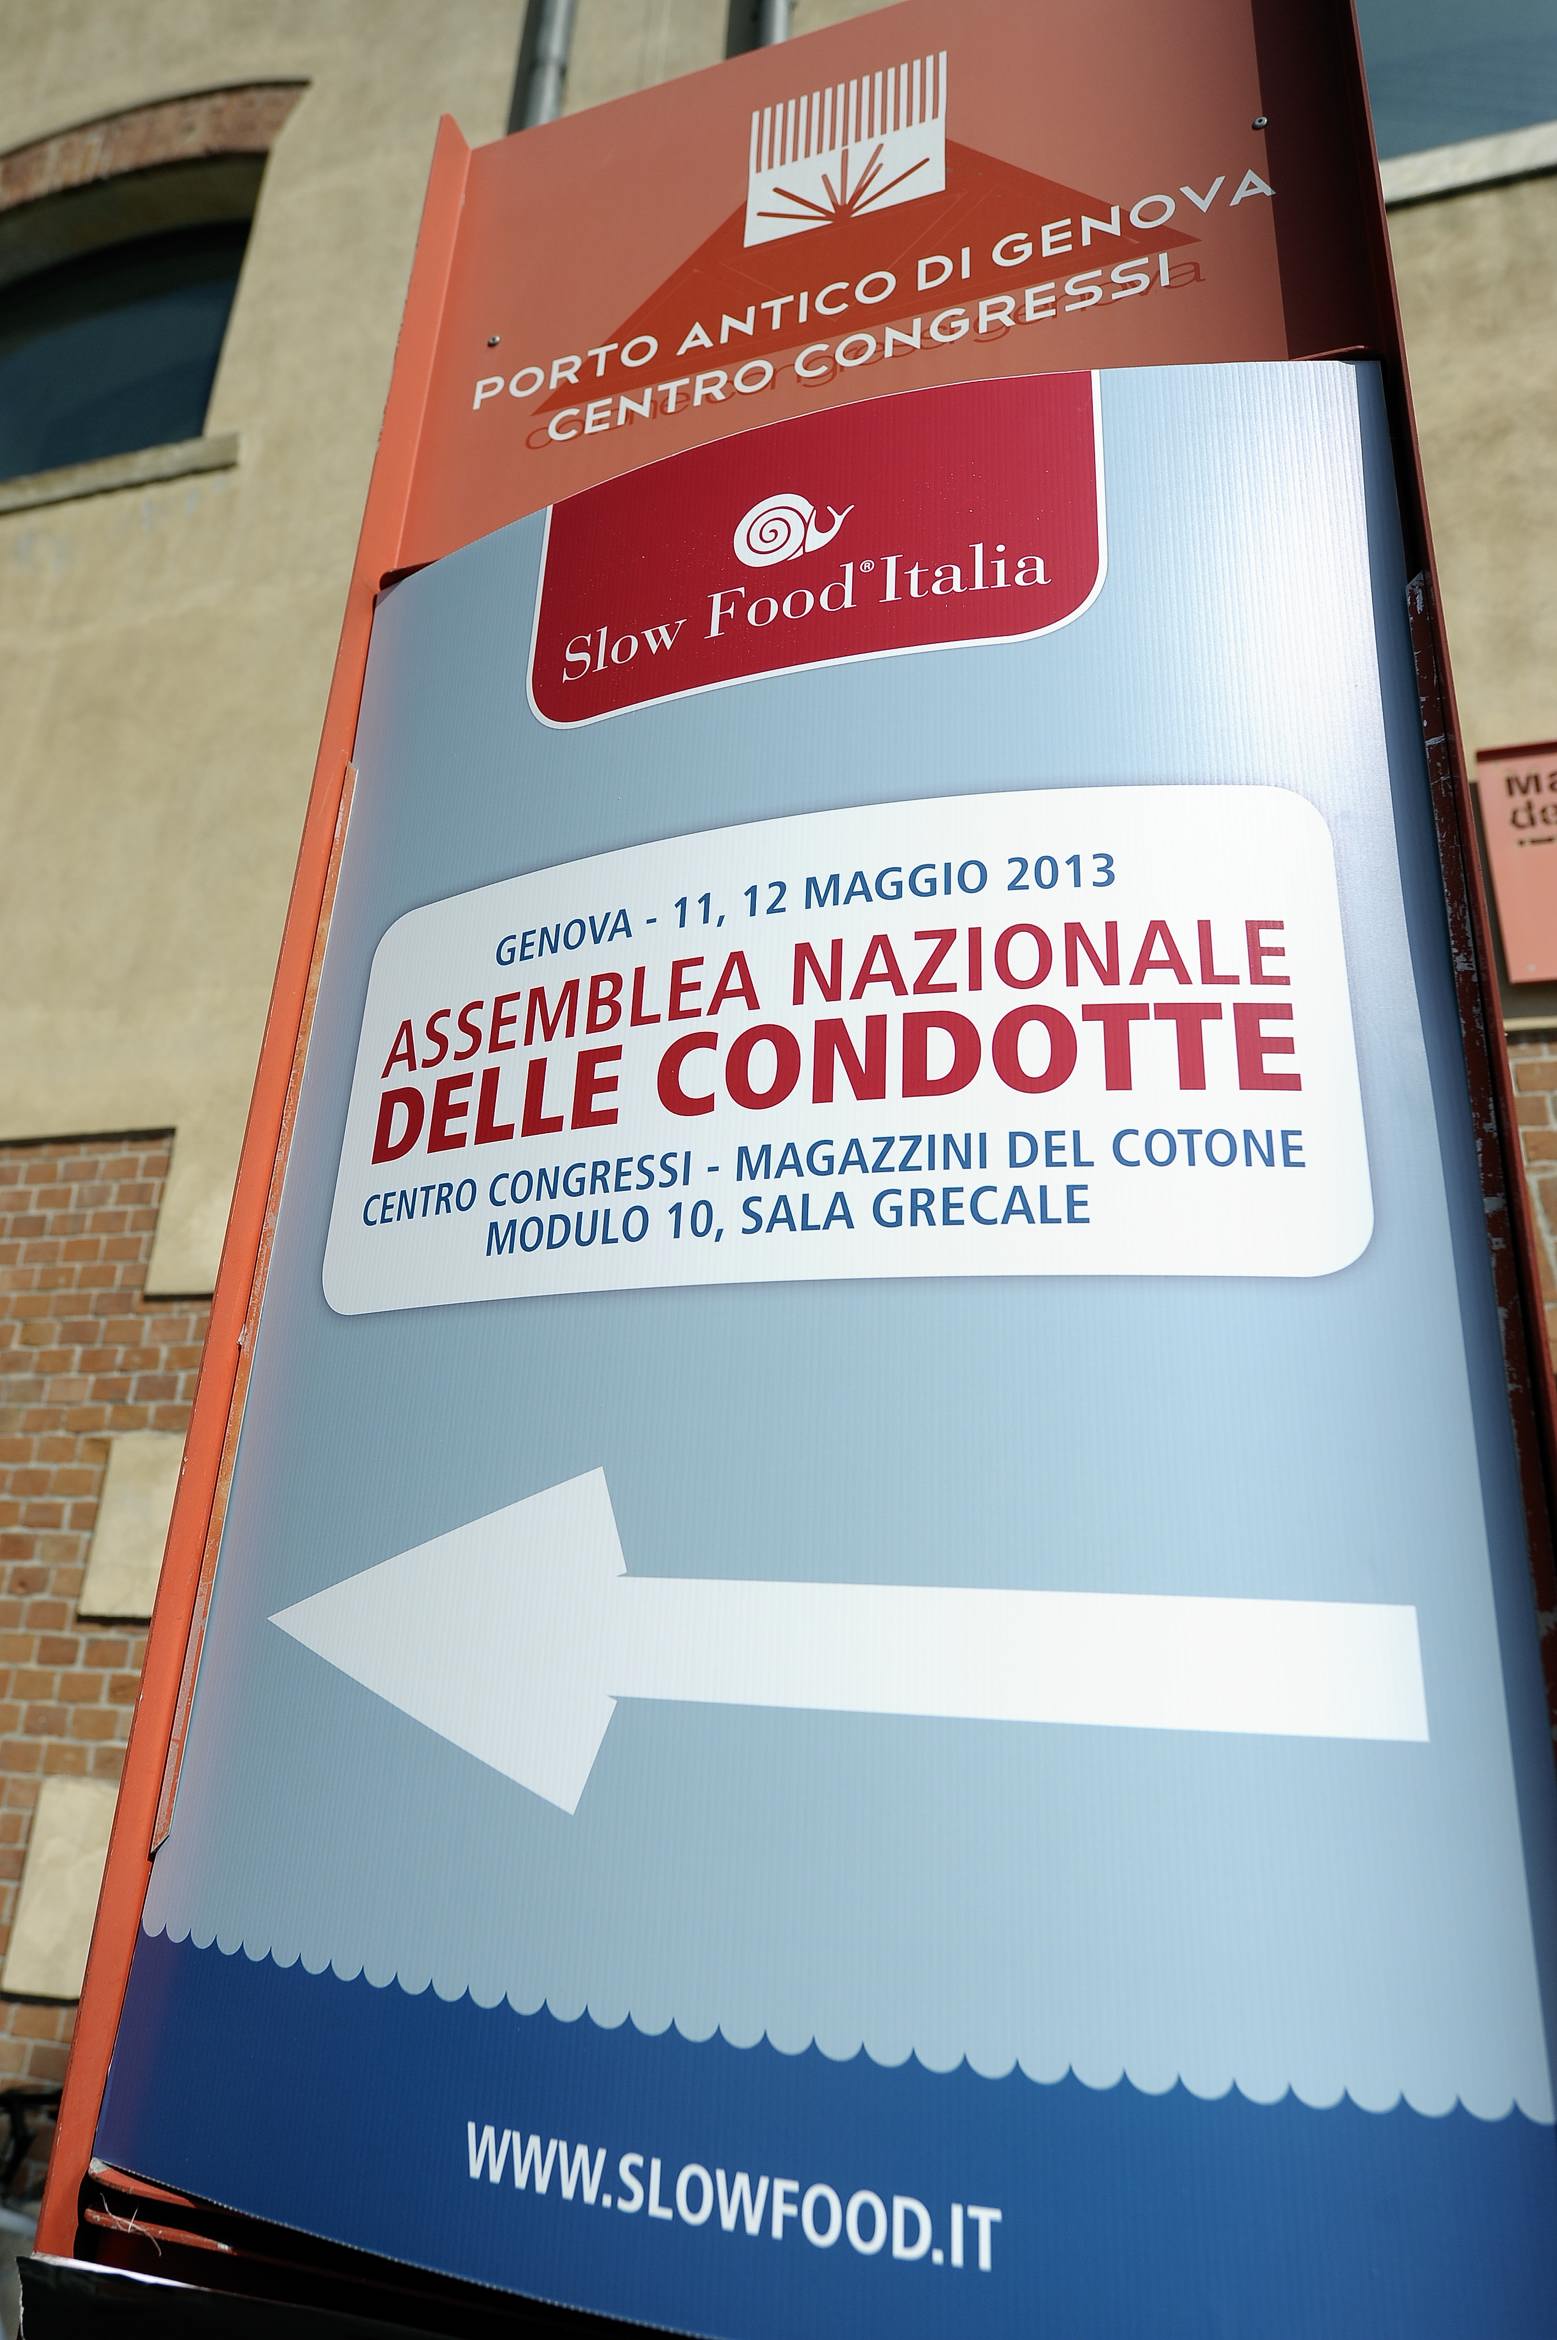 PORTO ANTICO DI GENOVA
CENTRO CONGRESSI
Slow Food® Italia
GENOVA - 11, 12 MAGGIO 2013
ASSEMBLEA NAZIONALE
DELLE CONDOTTE
CENTRO CONGRESSI - MAGAZZINI DEL COTONE
MODULO 10, SALA GRECALE
WWW.SLOWFOOD.IT